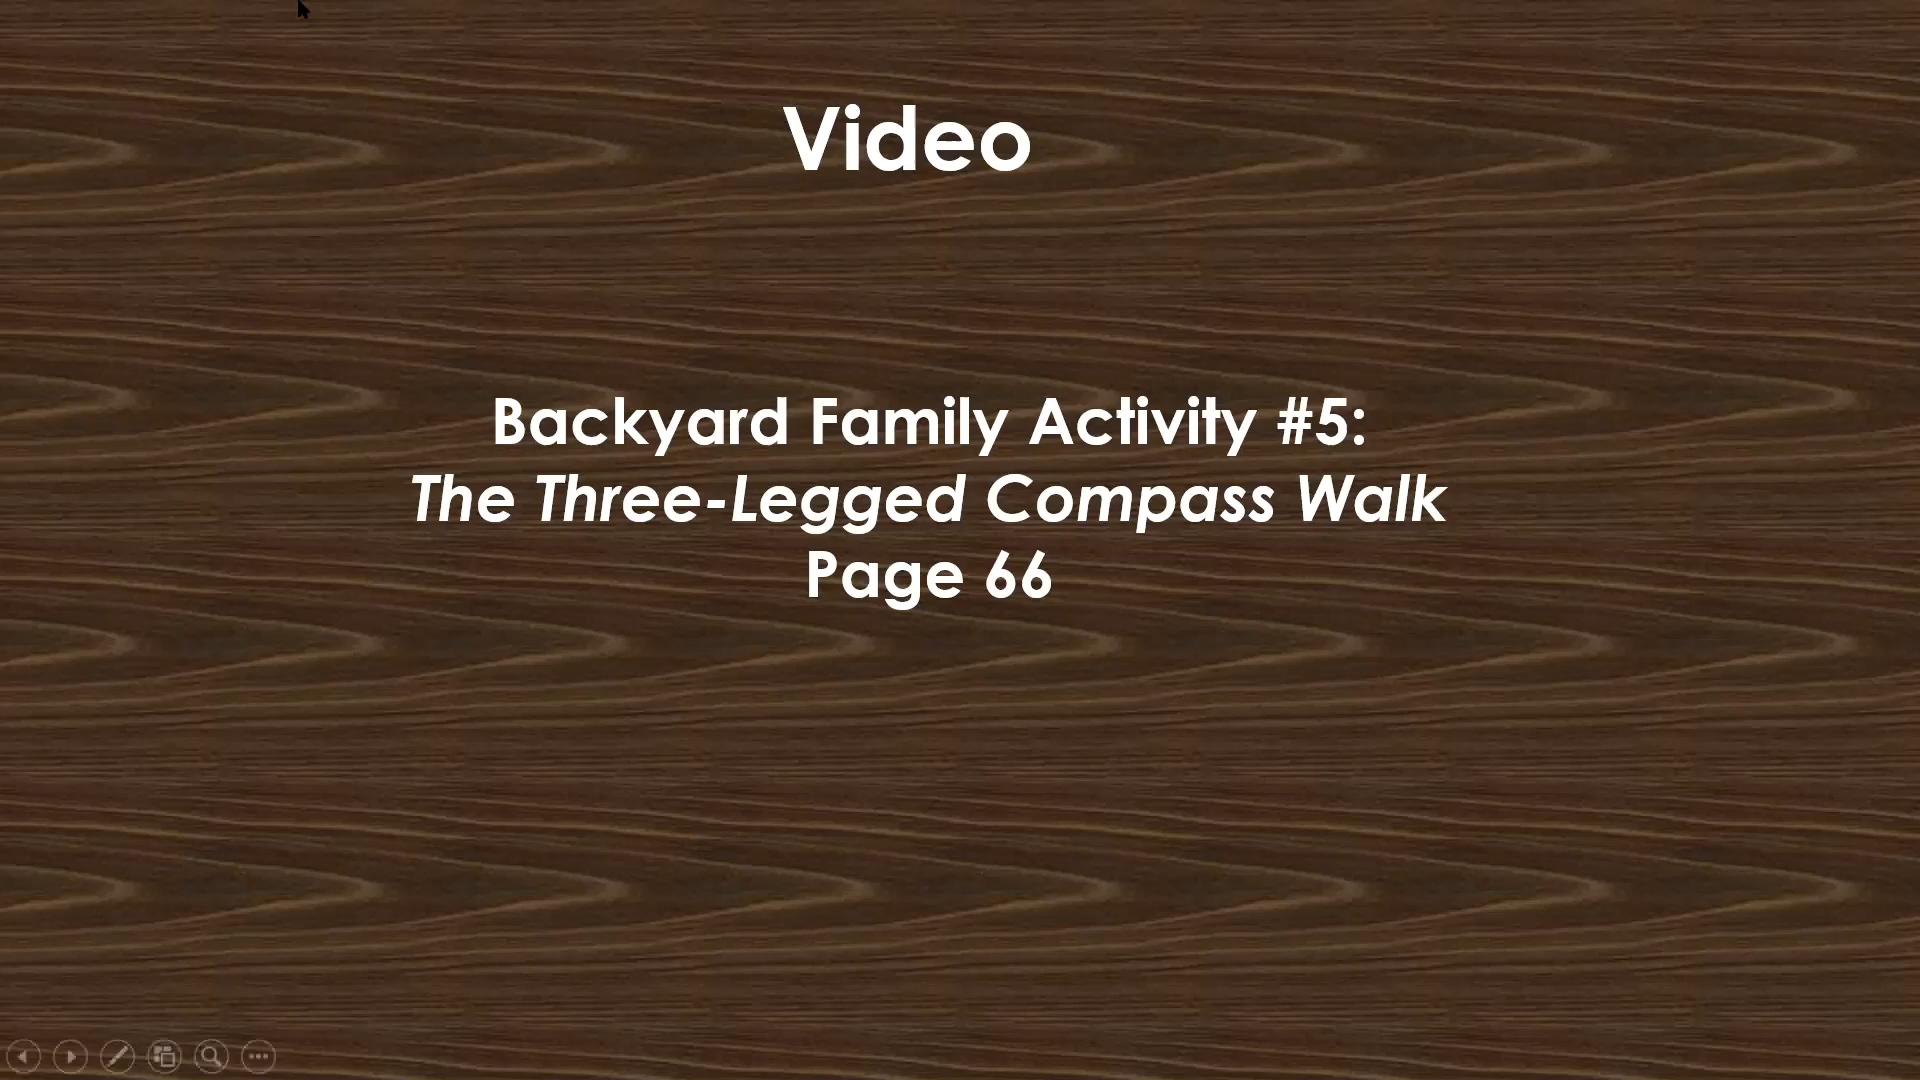 Video
Backyard Family Activity #5:
The Three-Legged Compass Walk
Page 66